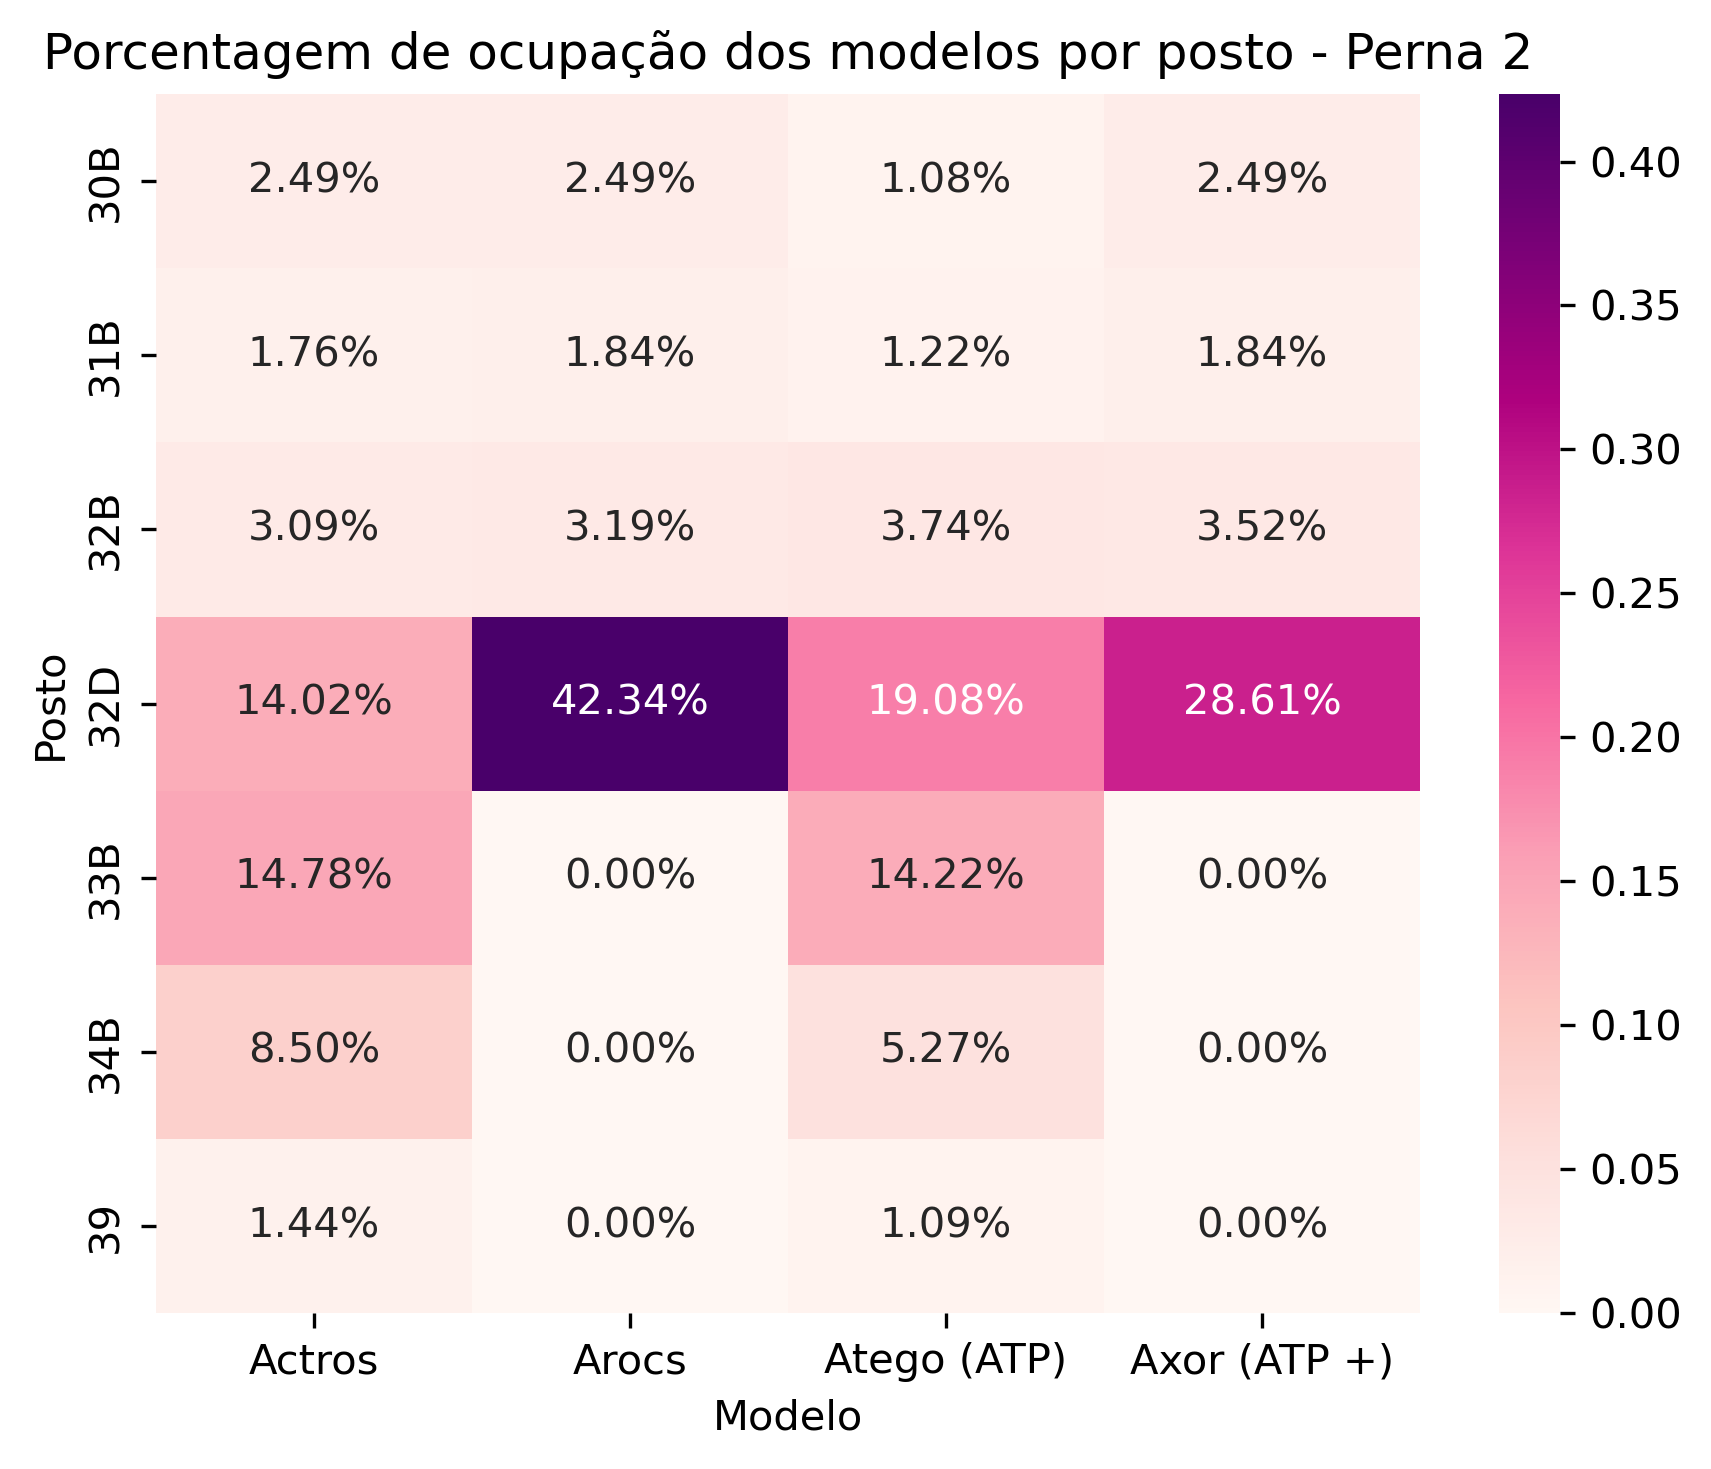 Porcentagem de ocupação dos modelos por posto - Perna 2
Posto
30B 2.49% 2.49% 1.08% 2.49%
31B 1.76% 1.84% 1.22% 1.84%
32B 3.09% 3.19% 3.74% 3.52%
32D 14.02% 42.34% 19.08% 28.61%
33B 14.78% 0.00% 14.22% 0.00%
34B 8.50% 0.00% 5.27% 0.00%
39 1.44% 0.00% 1.09% 0.00%
Actros Arocs Atego (ATP) Axor (ATP +)
Modelo
0.40
0.35
0.30
0.25
0.20
0.15
0.10
0.05
0.00